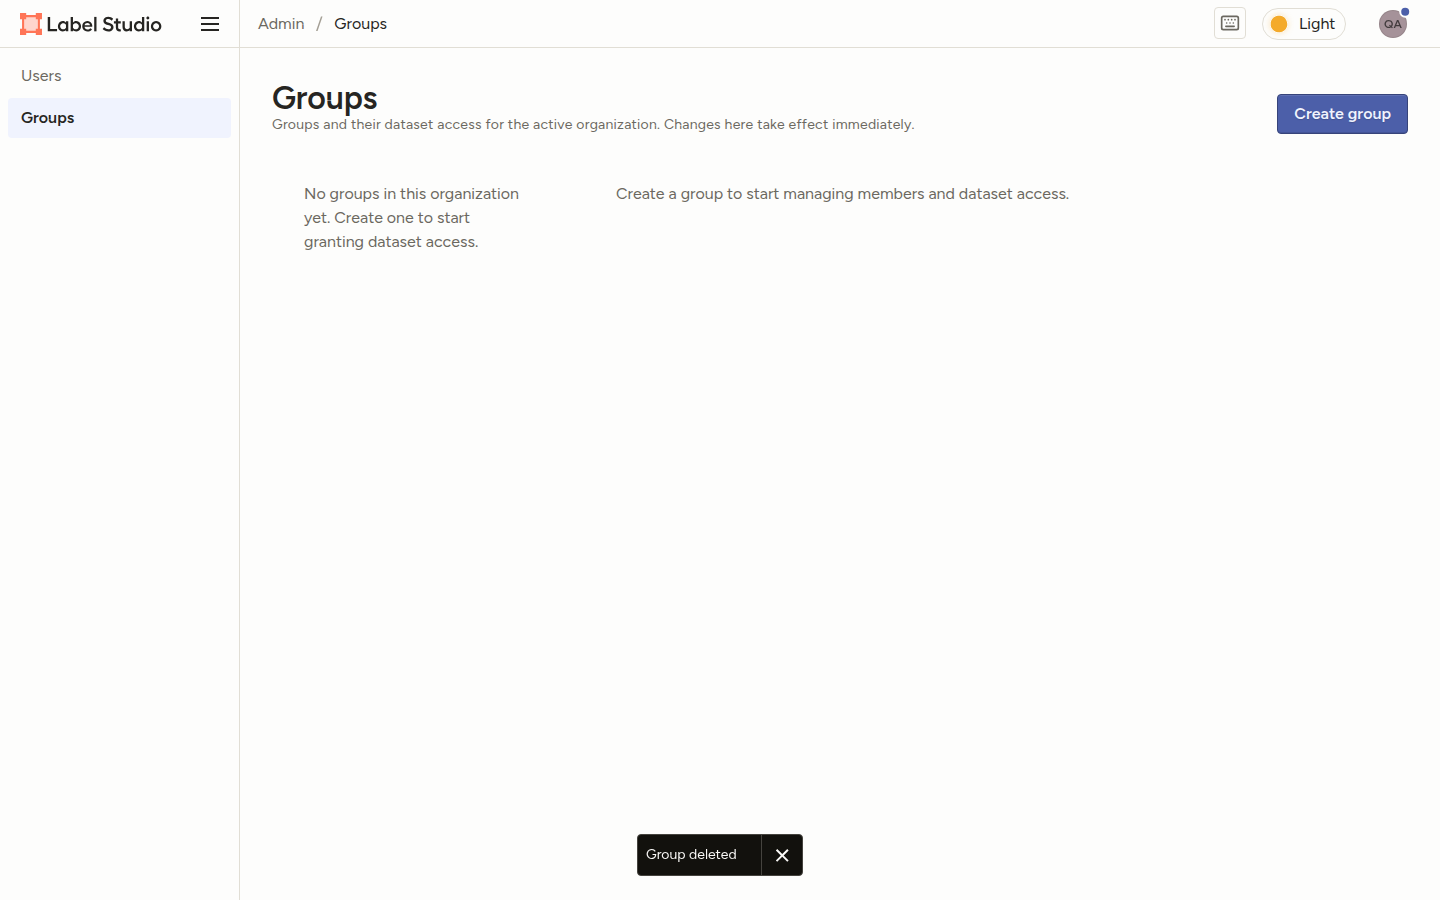 Label Studio
Admin / Groups
Light
QA
Users
Groups
Groups
Groups and their dataset access for the active organization. Changes here take effect immediately.
Create group
No groups in this organization
yet. Create one to start
granting dataset access.
Create a group to start managing members and dataset access.
Group deleted